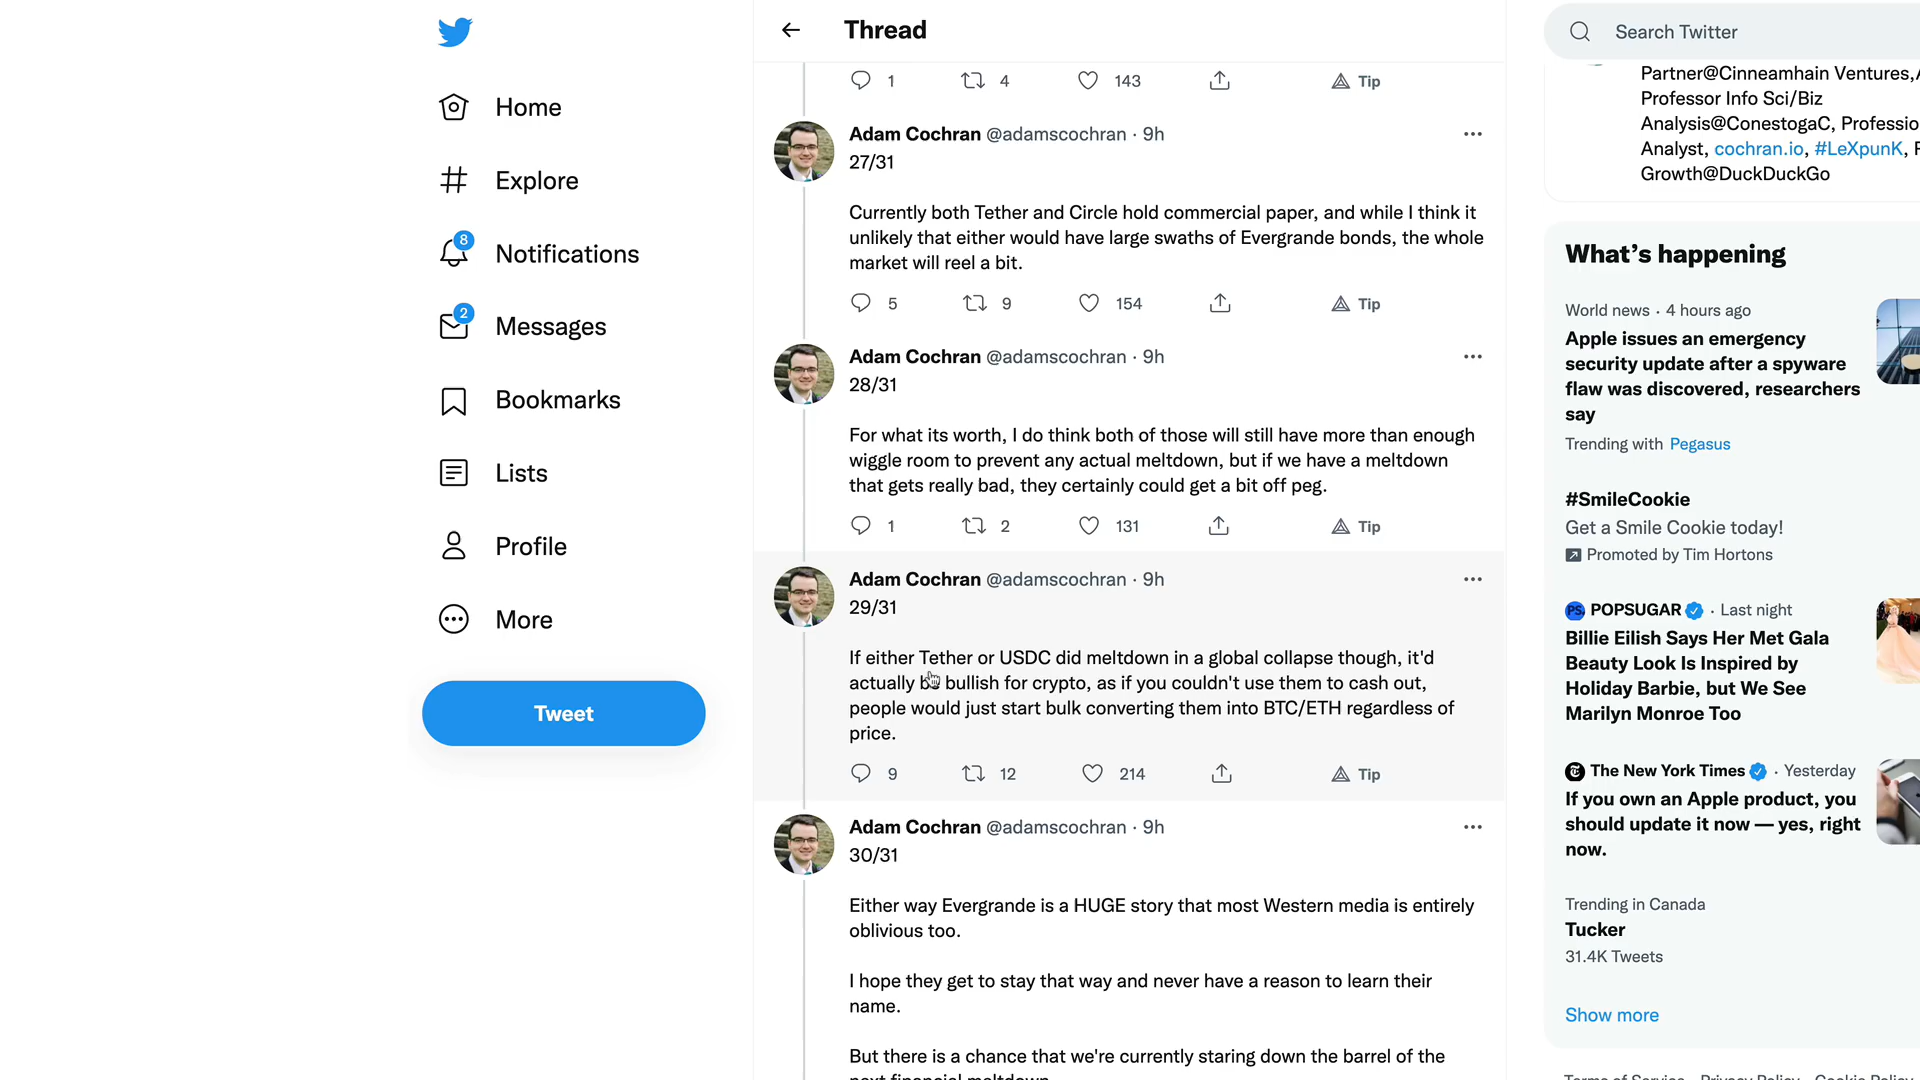 Home
Explore
8
Notifications
2
Messages
Bookmarks
Lists
Profile
More
Tweet
Thread
1 4 143 Tip
Adam Cochran @adamscochran · 9h
27/31
Currently both Tether and Circle hold commercial paper, and while I think it
unlikely that either would have large swaths of Evergrande bonds, the whole
market will reel a bit.
5 9 154 Tip
Adam Cochran @adamscochran · 9h
28/31
For what its worth, I do think both of those will still have more than enough
wiggle room to prevent any actual meltdown, but if we have a meltdown
that gets really bad, they certainly could get a bit off peg.
1 2 131 Tip
Adam Cochran @adamscochran · 9h
29/31
If either Tether or USDC did meltdown in a global collapse though, it'd
actually be bullish for crypto, as if you couldn't use them to cash out,
people would just start bulk converting them into BTC/ETH regardless of
price.
9 12 214 Tip
Adam Cochran @adamscochran · 9h
30/31
Either way Evergrande is a HUGE story that most Western media is entirely
oblivious too.
I hope they get to stay that way and never have a reason to learn their
name.
But there is a chance that we're currently staring down the barrel of the
next financial meltdown
Search Twitter
Partner@Cinneamhain Ventures,
Professor Info Sci/Biz
Analysis@ConestogaC, Professio
Analyst, cochran.io, #LeXpunK,
Growth@DuckDuckGo
What's happening
World news · 4 hours ago
Apple issues an emergency
security update after a spyware
flaw was discovered, researchers
say
Trending with Pegasus
#SmileCookie
Get a Smile Cookie today!
Promoted by Tim Hortons
PS POPSUGAR · Last night
Billie Eilish Says Her Met Gala
Beauty Look Is Inspired by
Holiday Barbie, but We See
Marilyn Monroe Too
The New York Times · Yesterday
If you own an Apple product, you
should update it now — yes, right
now.
Trending in Canada
Tucker
31.4K Tweets
Show more
Terms of Service Privacy Policy Cookie Policy